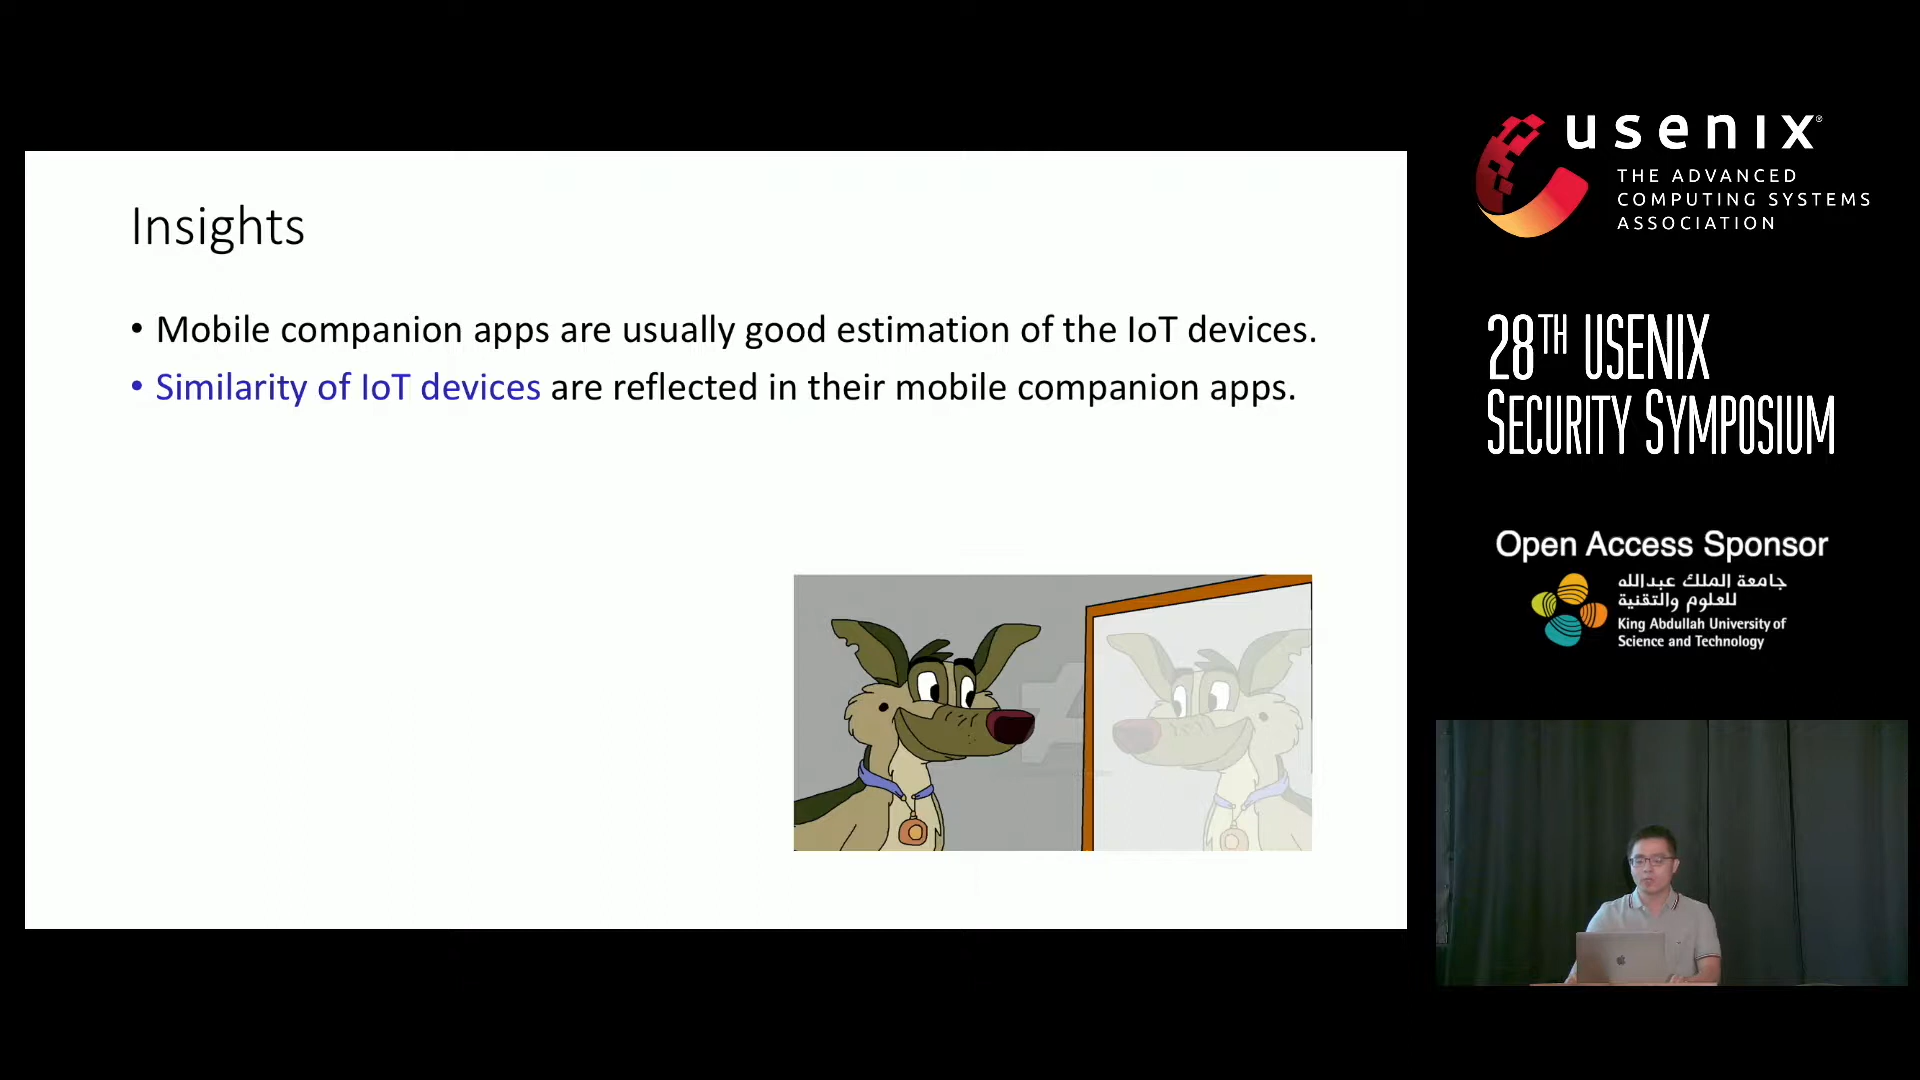 Insights
• Mobile companion apps are usually good estimation of the IoT devices.
• Similarity of IoT devices are reflected in their mobile companion apps.
usenix®
THE ADVANCED
COMPUTING SYSTEMS
ASSOCIATION
28TH USENIX
SECURITY SYMPOSIUM
Open Access Sponsor
جامعة الملك عبدالله
للعلوم والتقنية
King Abdullah University of
Science and Technology